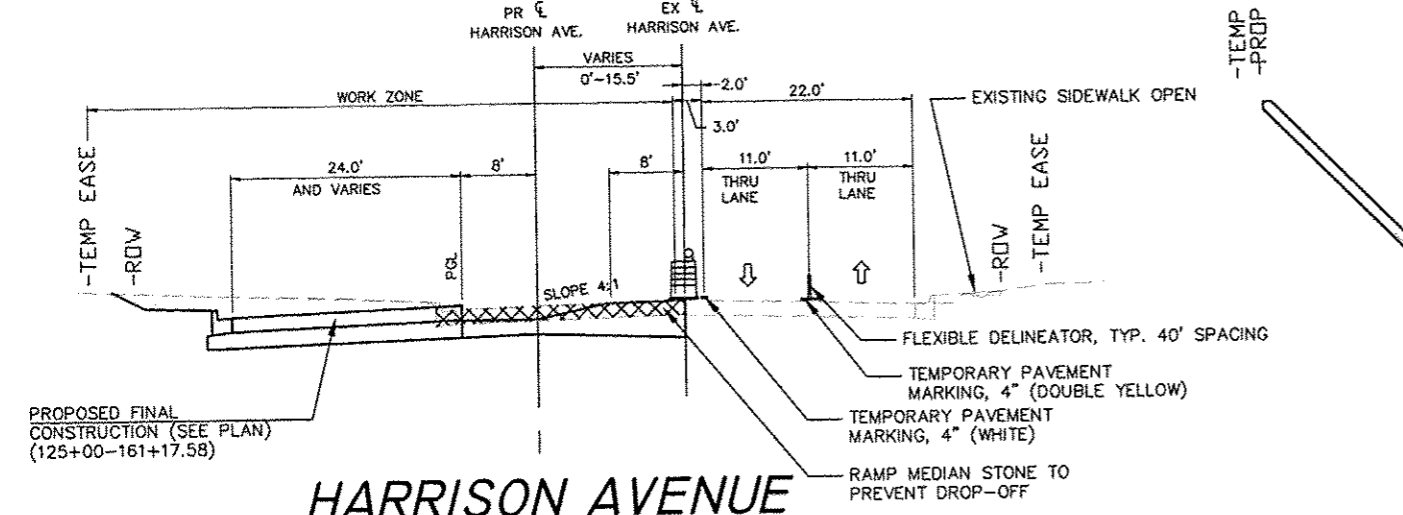 PR ℄
HARRISON AVE.
EX ℄
HARRISON AVE.
VARIES
0'-15.5'
WORK ZONE
2.0'
22.0'
3.0'
EXISTING SIDEWALK OPEN
24.0'
AND VARIES
8'
8'
11.0'
THRU
LANE
11.0'
THRU
LANE
-TEMP EASE
-ROW
PGL
SLOPE 4:1
-ROW
-TEMP EASE
-TEMP
-PROP
FLEXIBLE DELINEATOR, TYP. 40' SPACING
TEMPORARY PAVEMENT
MARKING, 4" (DOUBLE YELLOW)
TEMPORARY PAVEMENT
MARKING, 4" (WHITE)
RAMP MEDIAN STONE TO
PREVENT DROP-OFF
PROPOSED FINAL
CONSTRUCTION (SEE PLAN)
(125+00-161+17.58)
HARRISON AVENUE